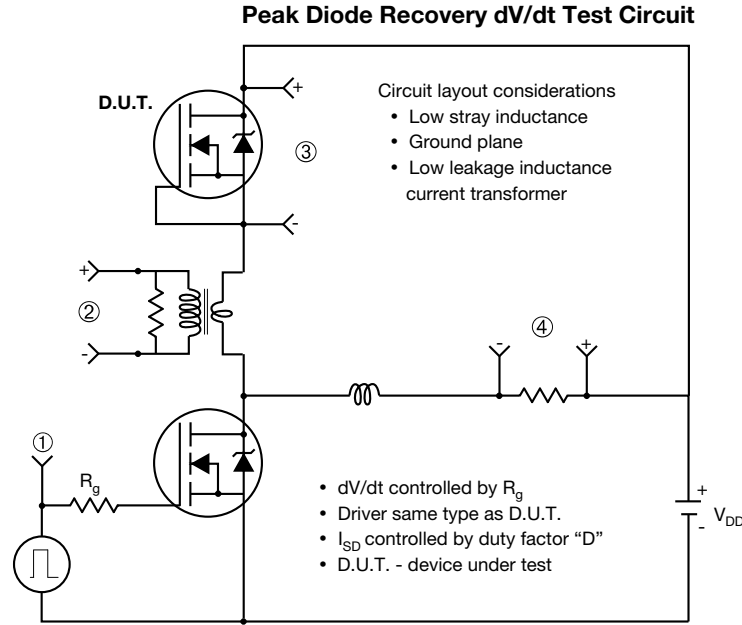 Peak Diode Recovery dV/dt Test Circuit
D.U.T.
+
Circuit layout considerations
• Low stray inductance
• Ground plane
• Low leakage inductance
current transformer
③
-
+
②
-
④
-
+
①
Rg
• dV/dt controlled by Rg
• Driver same type as D.U.T.
• ISD controlled by duty factor “D”
• D.U.T. - device under test
+
VDD
-